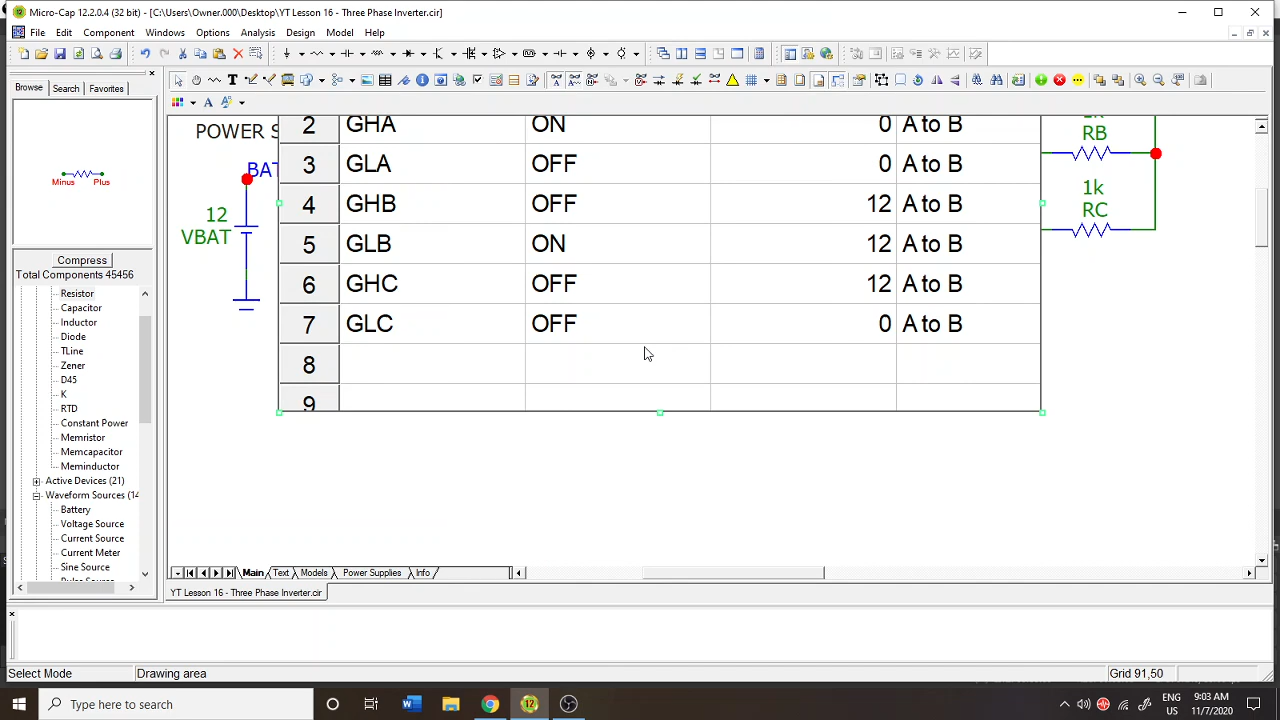 Micro-Cap 12.2.0.4 (32 bit) - [C:\Users\Owner.000\Desktop\YT Lesson 16 - Three Phase Inverter.cir]
File Edit Component Windows Options Analysis Design Model Help
Browse Search Favorites
Minus Plus
Compress
Total Components 45456
Resistor
Capacitor
Inductor
Diode
TLine
Zener
D45
K
RTD
Constant Power
Memristor
Memcapacitor
Meminductor
Active Devices (21)
Waveform Sources (14
Battery
Voltage Source
Current Source
Current Meter
Sine Source
POWER S
BAT
12
VBAT
2 GHA ON 0 A to B
3 GLA OFF 0 A to B
4 GHB OFF 12 A to B
5 GLB ON 12 A to B
6 GHC OFF 12 A to B
7 GLC OFF 0 A to B
8
9
RB
1k
RC
Main Text Models Power Supplies Info
YT Lesson 16 - Three Phase Inverter.cir
Select Mode Drawing area Grid 91,50
Type here to search
ENG
US
9:03 AM
11/7/2020